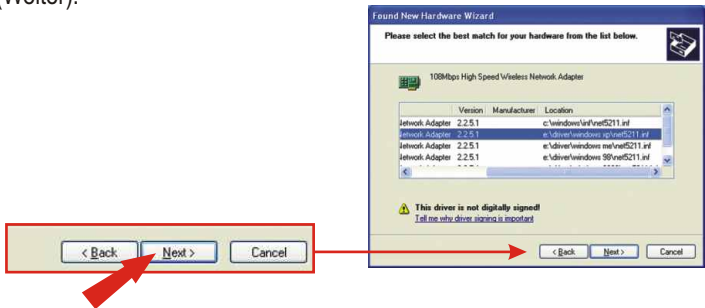 (Weiter).
Found New Hardware Wizard
Please select the best match for your hardware from the list below.
108Mbps High Speed Wireless Network Adapter
Version Manufacturer Location
Network Adapter 2.2.5.1 c:\windows\inf\net5211.inf
Network Adapter 2.2.5.1 e:\driver\windows xp\net5211.inf
Network Adapter 2.2.5.1 e:\driver\windows me\net5211.inf
Network Adapter 2.2.5.1 e:\driver\windows 98\net5211.inf
This driver is not digitally signed!
Tell me why driver signing is important
< Back Next > Cancel
< Back Next > Cancel